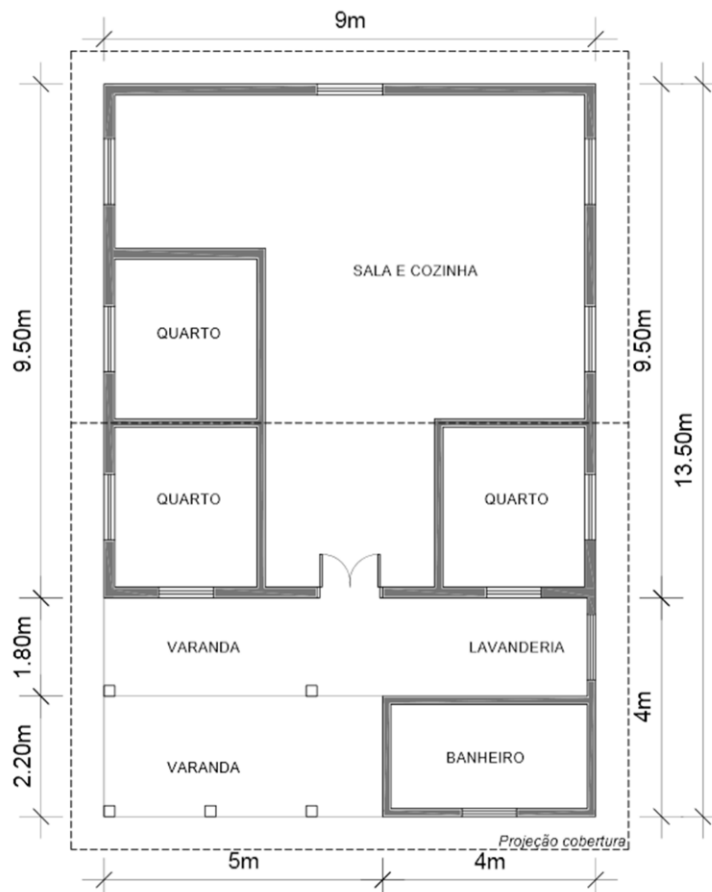 9m
SALA E COZINHA
QUARTO
9.50m
9.50m
13.50m
QUARTO
QUARTO
1.80m
VARANDA
LAVANDERIA
4m
2.20m
VARANDA
BANHEIRO
Projeção cobertura
5m
4m